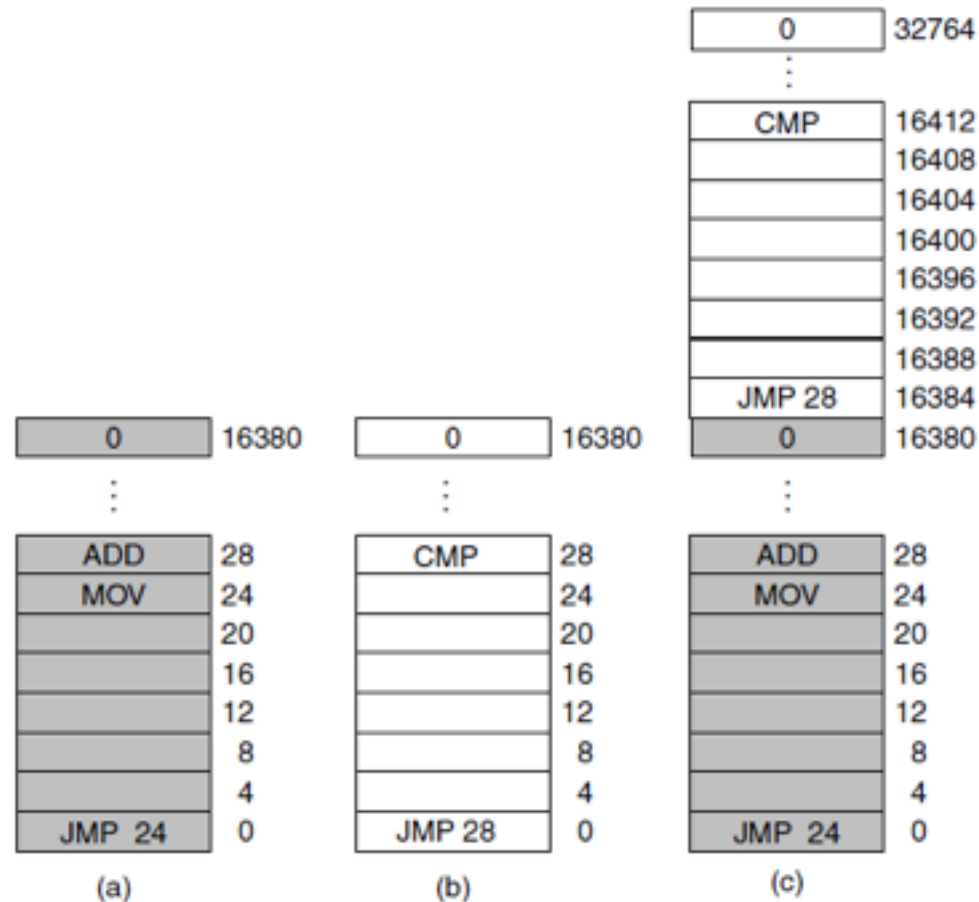 0 32764
⋮
CMP 16412
16408
16404
16400
16396
16392
16388
JMP 28 16384
0 16380 0 16380 0 16380
⋮ ⋮ ⋮
ADD 28 CMP 28 ADD 28
MOV 24 24 MOV 24
20 20 20
16 16 16
12 12 12
8 8 8
4 4 4
JMP 24 0 JMP 28 0 JMP 24 0
(a) (b) (c)